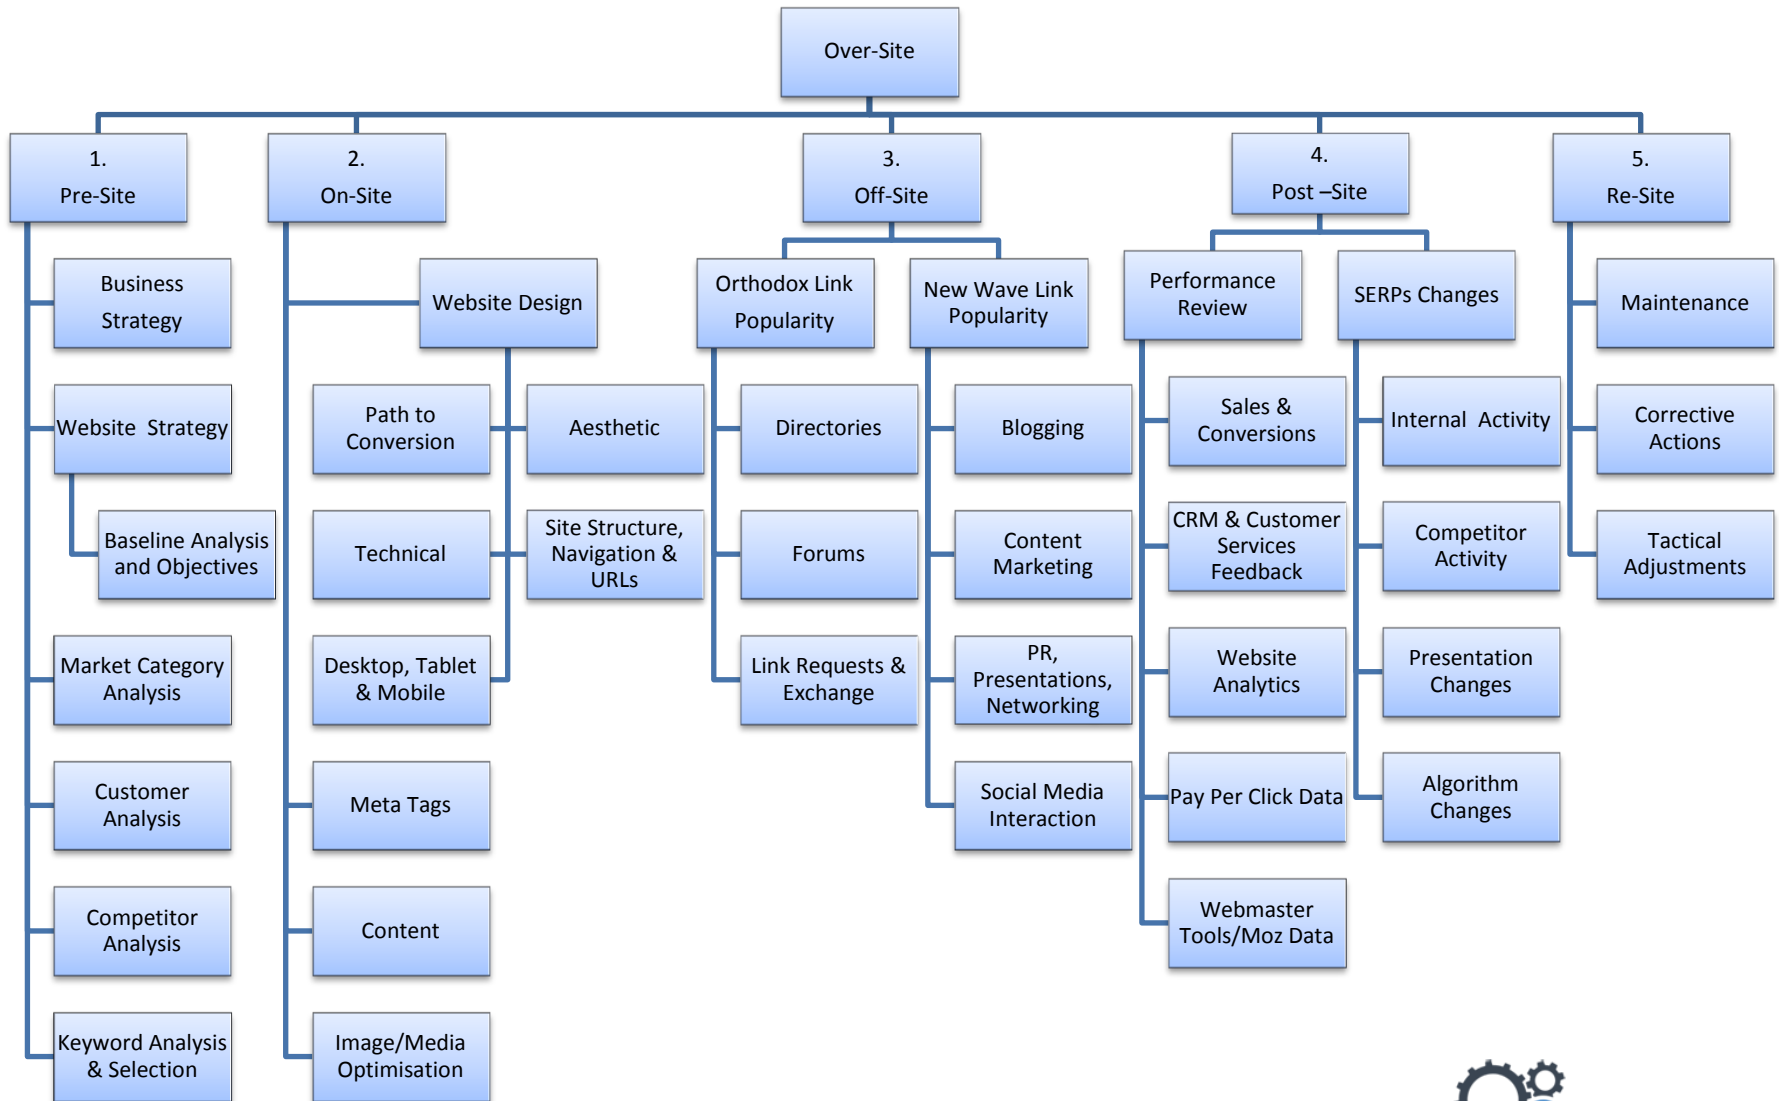 Over-Site
1.
Pre-Site
2.
On-Site
3.
Off-Site
4.
Post –Site
5.
Re-Site
Business
Strategy
Website  Strategy
Baseline Analysis
and Objectives
Market Category
Analysis
Customer
Analysis
Competitor
Analysis
Keyword Analysis
& Selection
Website Design
Path to
Conversion
Aesthetic
Technical
Site Structure,
Navigation &
URLs
Desktop, Tablet
& Mobile
Meta Tags
Content
Image/Media
Optimisation
Orthodox Link
Popularity
Directories
Forums
Link Requests &
Exchange
New Wave Link
Popularity
Blogging
Content
Marketing
PR,
Presentations,
Networking
Social Media
Interaction
Performance
Review
Sales &
Conversions
CRM & Customer
Services
Feedback
Website
Analytics
Pay Per Click Data
Webmaster
Tools/Moz Data
SERPs Changes
Internal  Activity
Competitor
Activity
Presentation
Changes
Algorithm
Changes
Maintenance
Corrective
Actions
Tactical
Adjustments